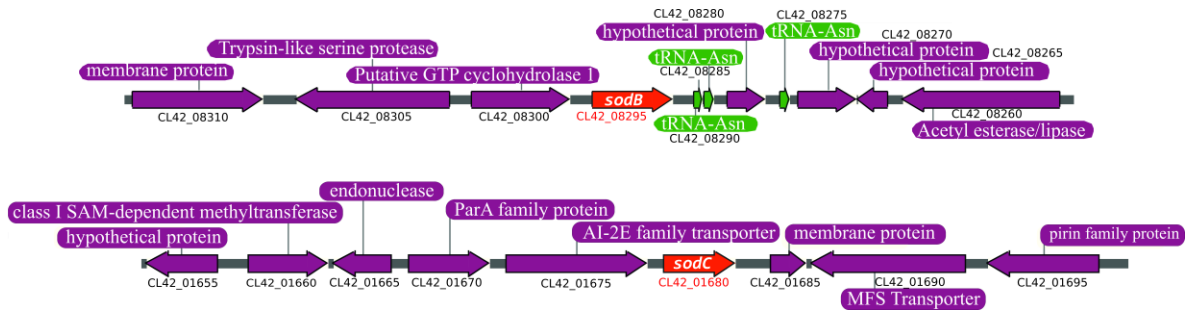 CL42_08280
CL42_08275
Trypsin-like serine protease
hypothetical protein
tRNA-Asn
CL42_08270
membrane protein
Putative GTP cyclohydrolase 1
tRNA-Asn
CL42_08285
hypothetical protein
CL42_08265
hypothetical protein
sodB
CL42_08310
CL42_08305
CL42_08300
CL42_08295
tRNA-Asn
CL42_08290
CL42_08260
Acetyl esterase/lipase
endonuclease
class I SAM-dependent methyltransferase
ParA family protein
hypothetical protein
AI-2E family transporter
membrane protein
pirin family protein
sodC
CL42_01655
CL42_01660
CL42_01665
CL42_01670
CL42_01675
CL42_01680
CL42_01685
CL42_01690
CL42_01695
MFS Transporter